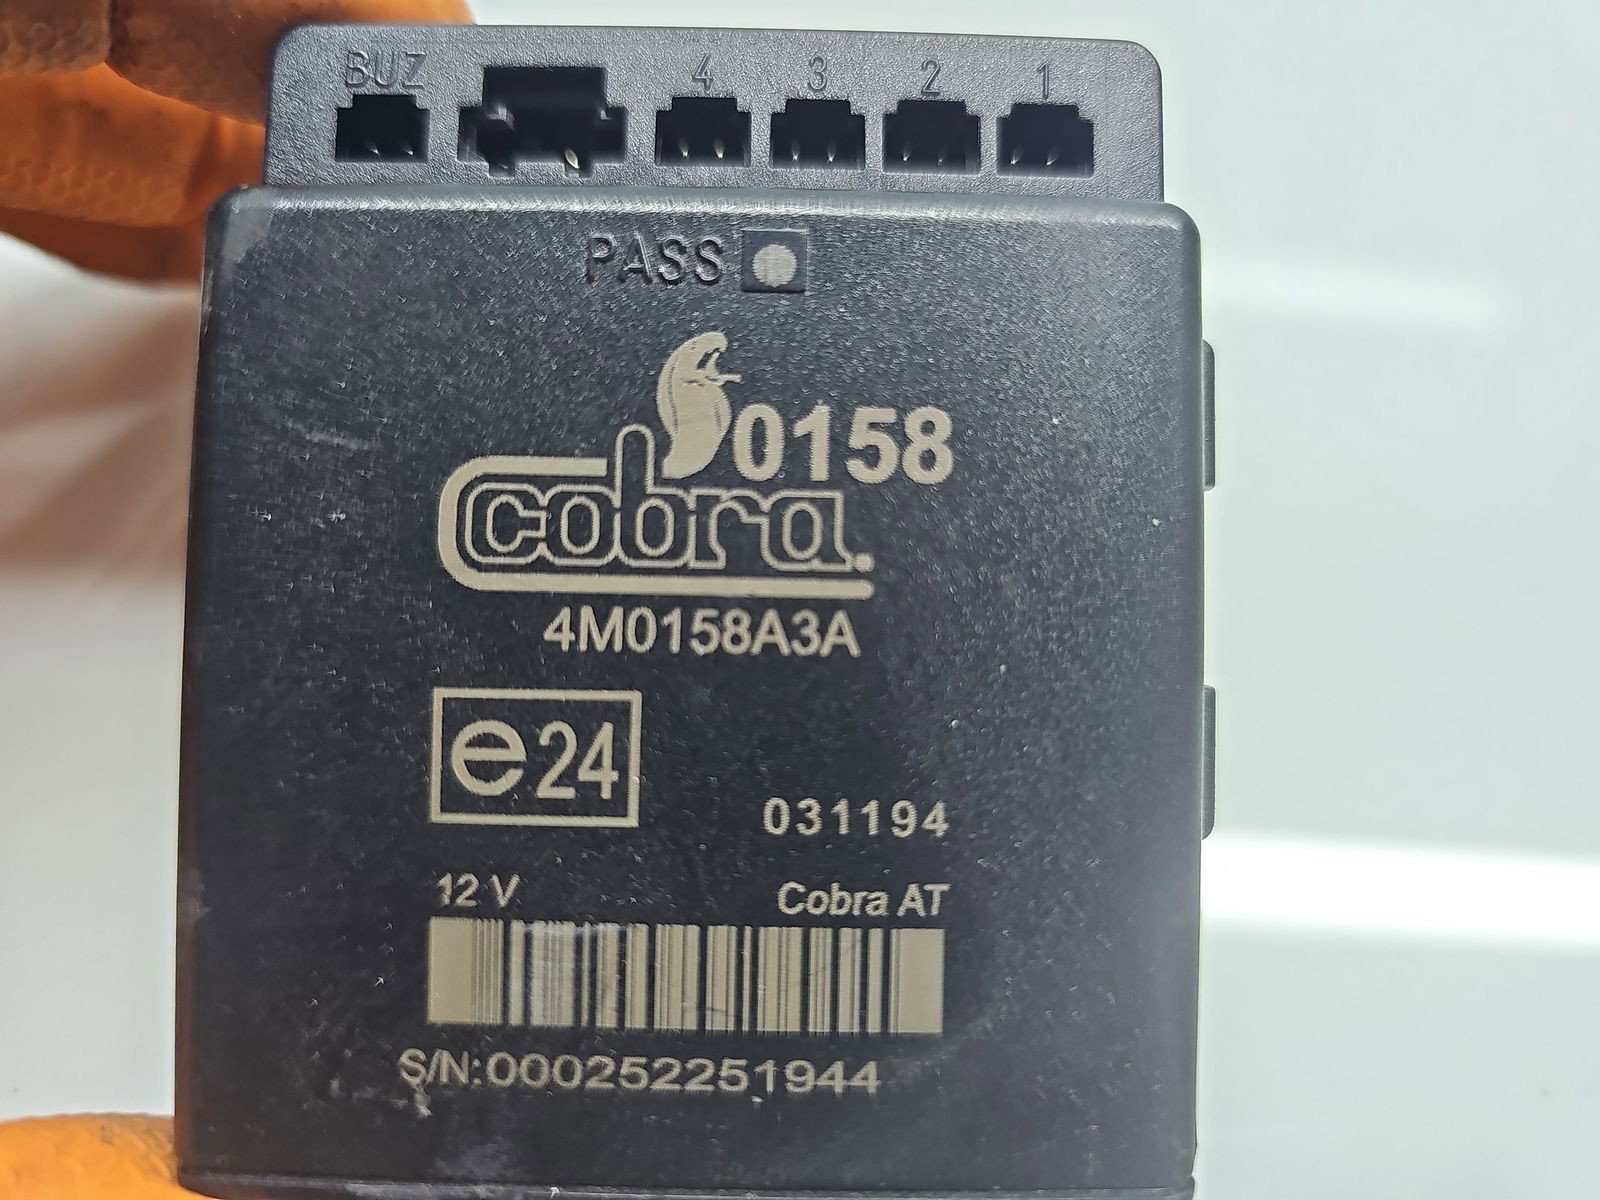 BUZ 4 3 2 1
PASS
0158
cobra.
4M0158A3A
e24
031194
12 V Cobra AT
S/N:000252251944